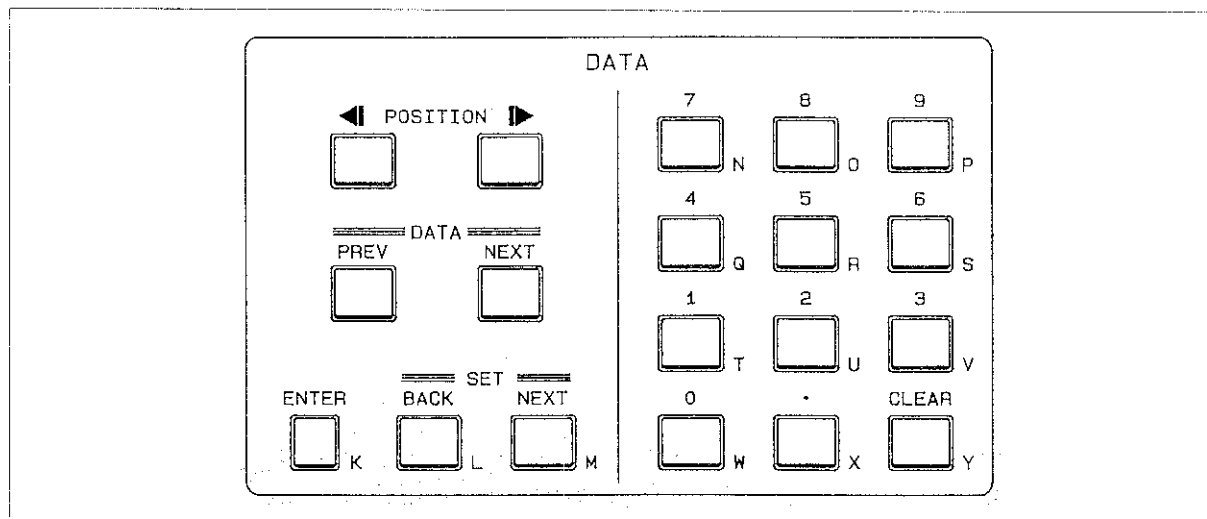 DATA
POSITION
7 8 9
N O P
DATA
PREV NEXT
4 5 6
Q R S
1 2 3
T U V
SET
ENTER BACK NEXT
0 . CLEAR
K L M W X Y